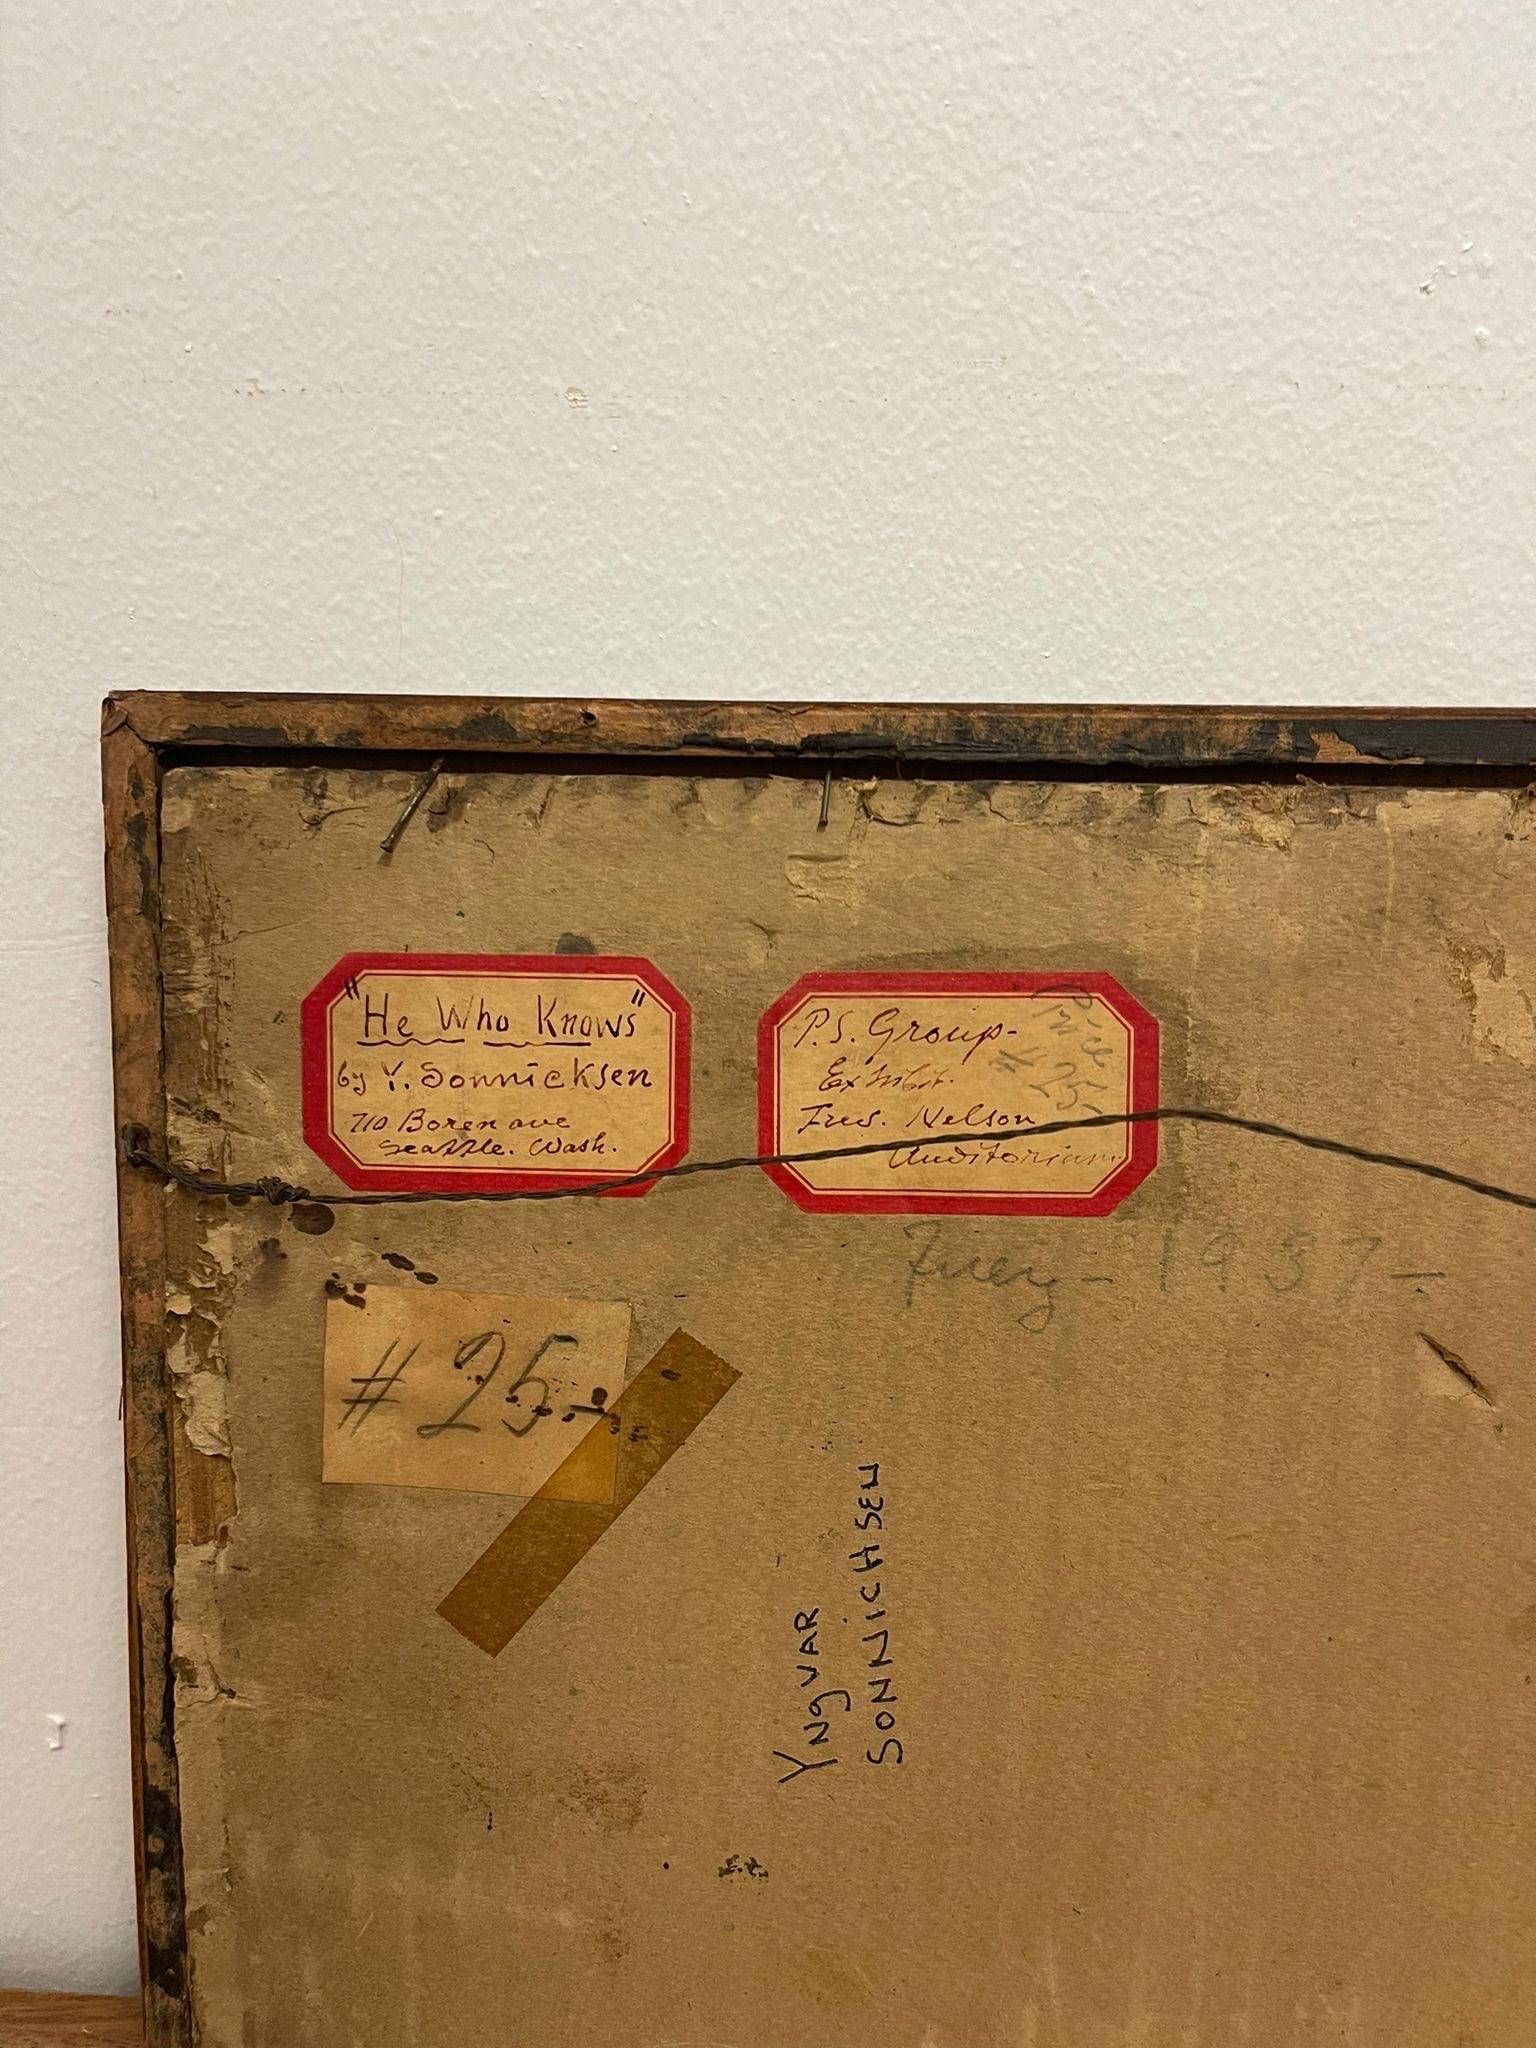 "He Who Knows"
by Y. Sonnicksen
710 Boren ave
Seattle. Wash.
P.S. Group-
Exhibit.
Fred. Nelson
Auditorium
Price
# 25-
1937-
# 25.-
YNgVAR
SONNiCHSEN